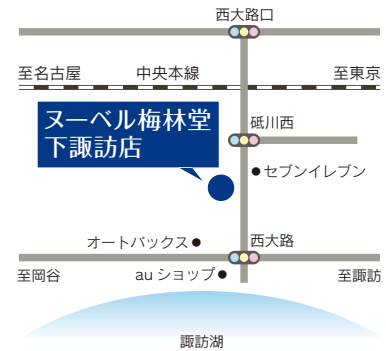 西大路口
至名古屋
中央本線
至東京
ヌーベル梅林堂
下諏訪店
砥川西
セブンイレブン
オートバックス
西大路
至岡谷
au ショップ
至諏訪
諏訪湖